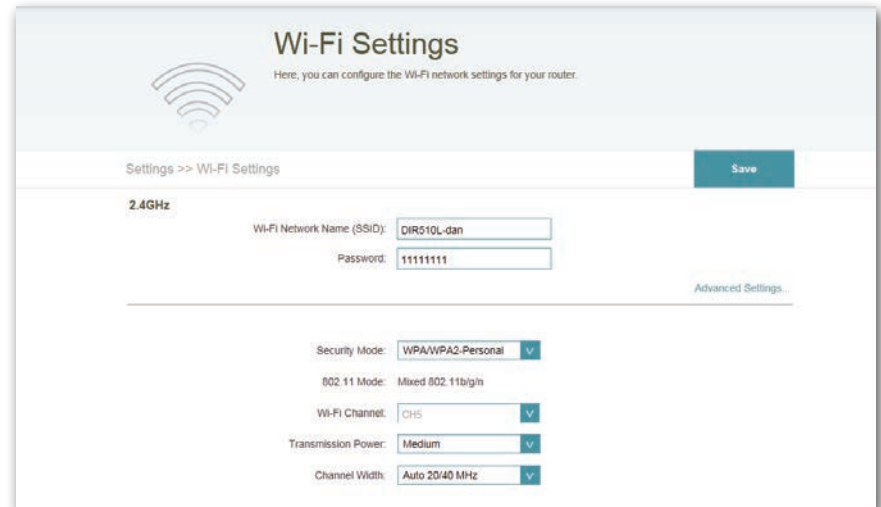 Wi-Fi Settings
Here, you can configure the Wi-Fi network settings for your router.
Settings >> Wi-Fi Settings
Save
2.4GHz
Wi-Fi Network Name (SSID): DIR510L-dan
Password: 11111111
Advanced Settings...
Security Mode: WPA/WPA2-Personal V
802.11 Mode: Mixed 802.11b/g/n
Wi-Fi Channel: CH5 V
Transmission Power: Medium V
Channel Width: Auto 20/40 MHz V